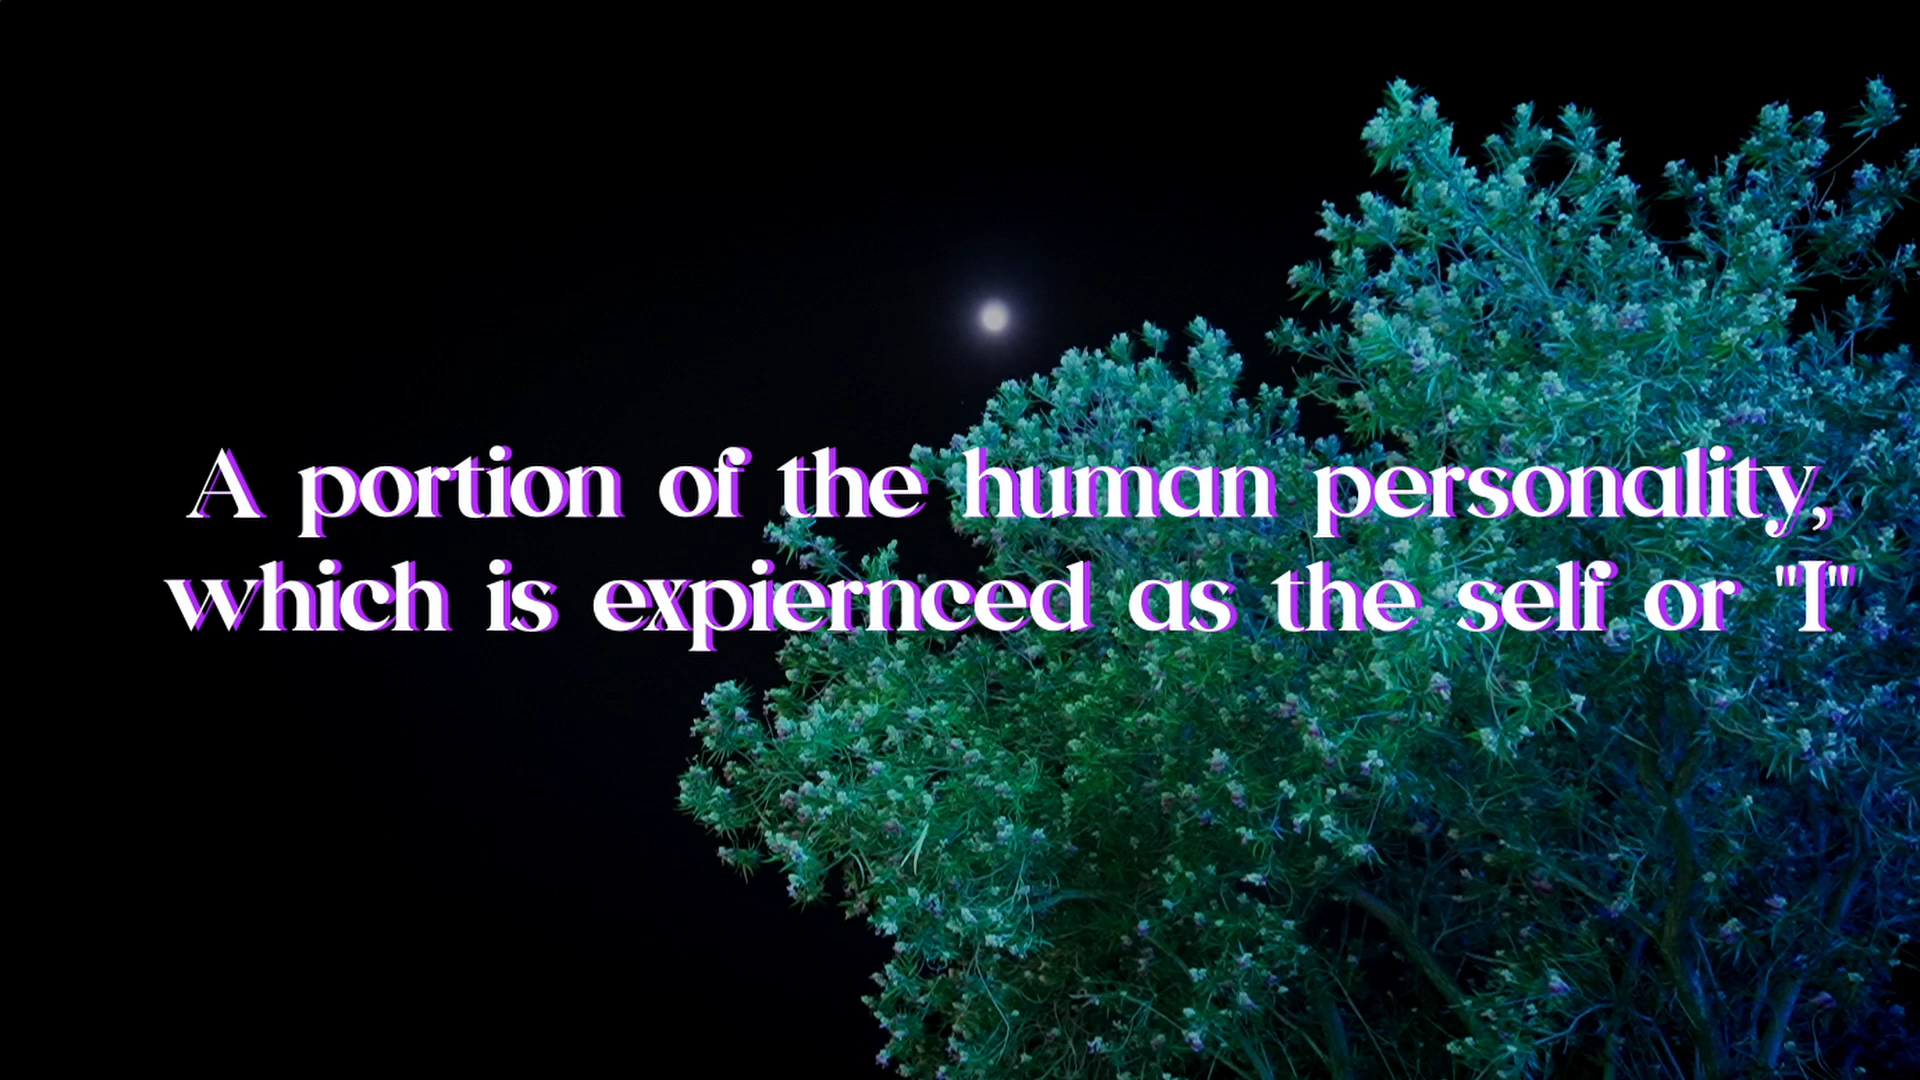 A portion of the human personality,
which is expiernced as the self or "I"